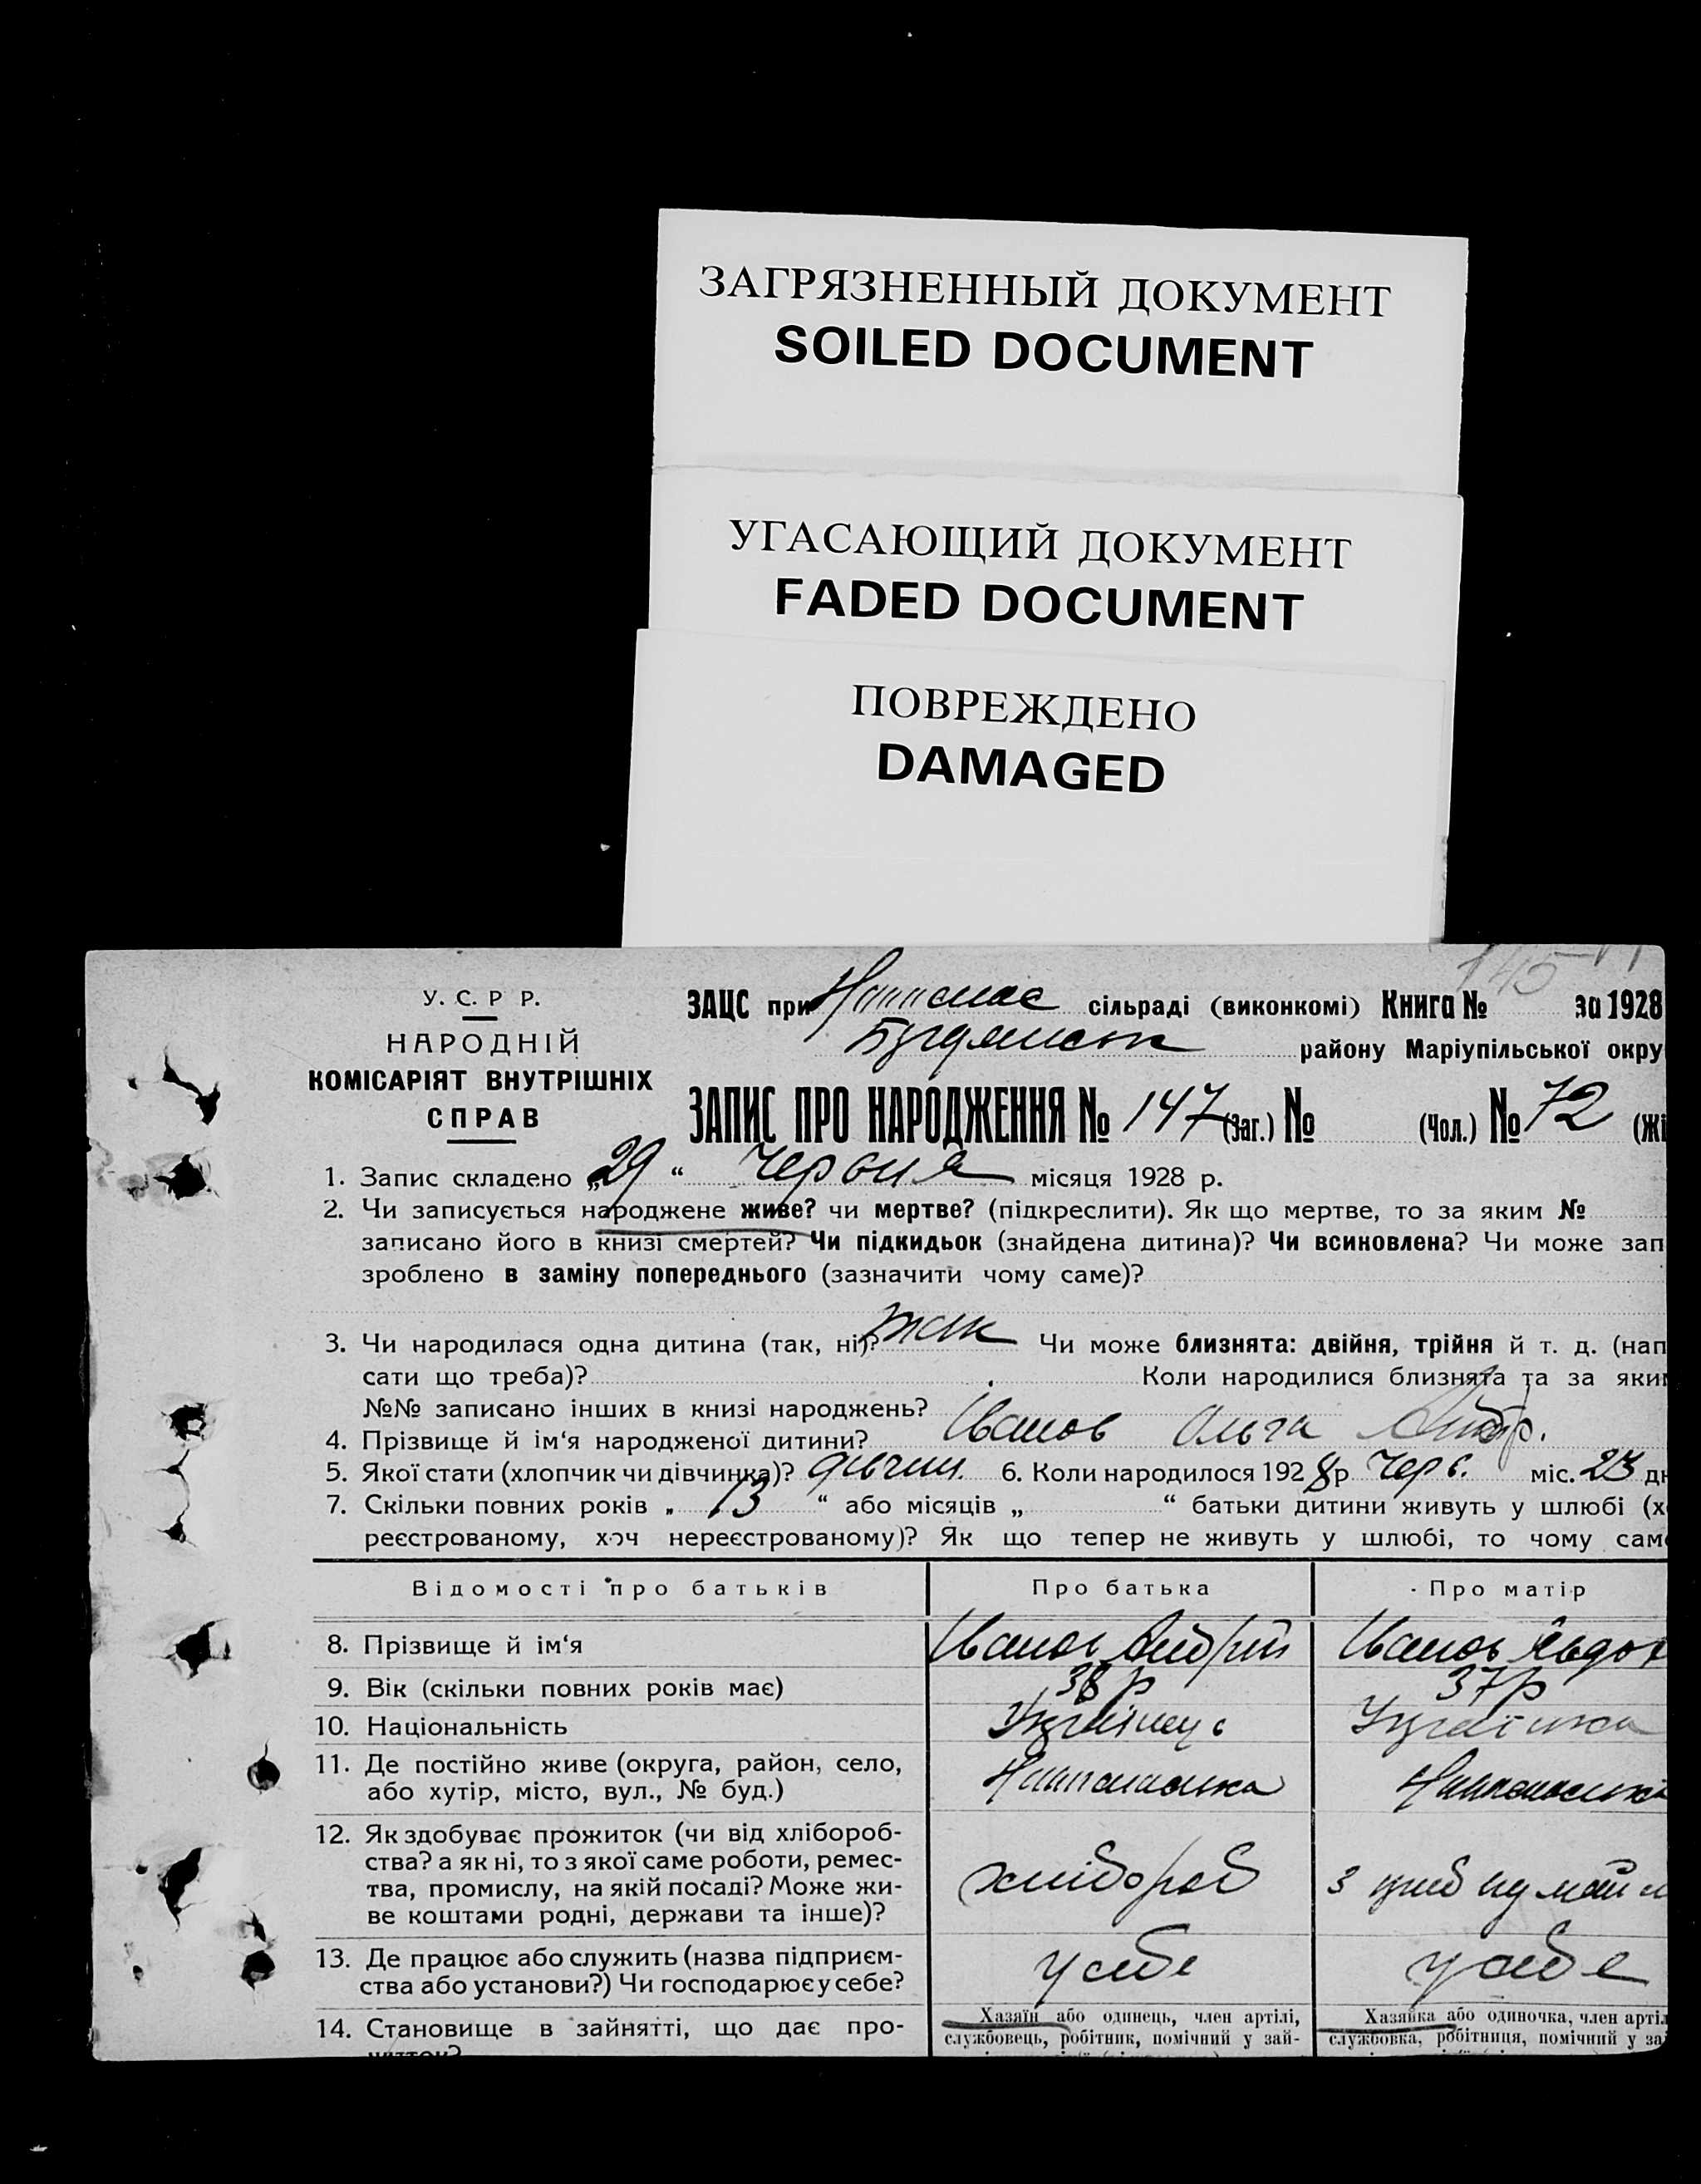 ЗАГРЯЗНЕННЫЙ ДОКУМЕНТ
SOILED DOCUMENT
УГАСАЮЩИЙ ДОКУМЕНТ
FADED DOCUMENT
ПОВРЕЖДЕНО
DAMAGED
145
У. С. Р Р.
НАРОДНІЙ
КОМІСАРІЯТ ВНУТРІШНІХ
СПРАВ
ЗАЦС при сільраді (виконкомі) Книга № за 1928
району Маріупільської окру
ЗАПИС ПРО НАРОДЖЕННЯ № 147 (Заг.) № (Чол.) № 72 (Жі
1. Запис складено „29“ Червня місяця 1928 р.
2. Чи записується народжене живе? чи мертве? (підкреслити). Як що мертве, то за яким №
записано його в книзі смертей? Чи підкидьок (знайдена дитина)? Чи всиновлена? Чи може зап
зроблено в заміну попереднього (зазначити чому саме)?
3. Чи народилася одна дитина (так, ні)? так Чи може близнята: двійня, трійня й т. д. (нап
сати що треба)? Коли народилися близнята та за яким
№№ записано інших в книзі народжень?
4. Прізвище й ім‘я народженої дитини? Іванов Ольга Андр.
5. Якої стати (хлопчик чи дівчинка)? дівчин. 6. Коли народилося 1928 р Черв. міс. 23 дн
7. Скільки повних років „ 13 “ або місяців „ “ батьки дитини живуть у шлюбі (х
реєстрованому, хоч нереєстрованому)? Як що тепер не живуть у шлюбі, то чому сам
Відомості про батьків Про батька Про матір
8. Прізвище й ім‘я Іванов Андрій Іванов Явдох
9. Вік (скільки повних років має) 38 р 37 р
10. Національність Українець Українка
11. Де постійно живе (округа, район, село,
або хутір, місто, вул., № буд.)
12. Як здобуває прожиток (чи від хлібороб-
ства? а як ні, то з якої саме роботи, ремес-
тва, промислу, на якій посаді? Може жи-
ве коштами родні, держави та інше)?
хлібороб з
13. Де працює або служить (назва підприєм-
ства або установи?) Чи господарює у себе?
у себе у себе
14. Становище в зайнятті, що дає про-
житок?
Хазяїн або одинець, член артілі,
службовець, робітник, помічний у зай-
Хазяйка або одиночка, член артіл
службовка, робітниця, помічний у за